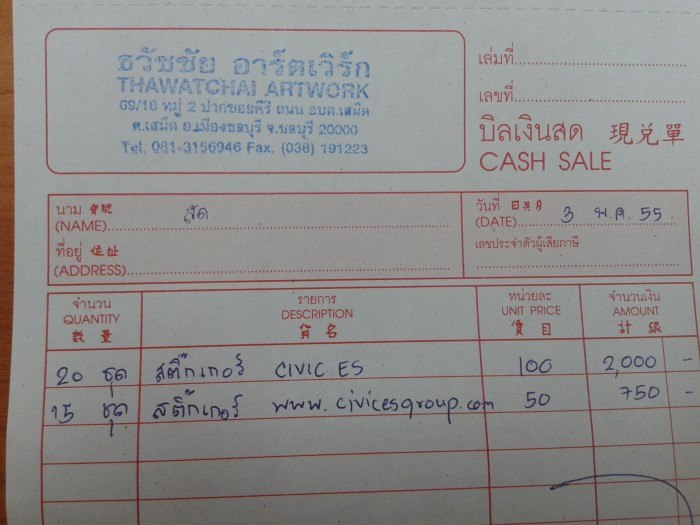 ธวัชชัย อาร์ตเวิร์ก
THAWATCHAI ARTWORK
69/16 หมู่ 2 ปากซอยคีรี ถนน ธบต.เสม็ด
ต.เสม็ด อ.เมืองชลบุรี จ.ชลบุรี 20000
Tel. 081-3156946 Fax. (038) 191223
เล่มที่
เลขที่
บิลเงินสด 現兌單
CASH SALE
นาม 寶號 สด
(NAME)
ที่อยู่ 住址
(ADDRESS)
วันที่ 日其月 3 พ.ค. 55
(DATE)
เลขประจำตัวผู้เสียภาษี
จำนวน รายการ หน่วยละ จำนวนเงิน
QUANTITY DESCRIPTION UNIT PRICE AMOUNT
數量 貨名 價目 計銀
20 ชุด สติ๊กเกอร์ CIVIC ES 100 2,000 -
15 ชุด สติ๊กเกอร์ www.civicesgroup.com 50 750 -